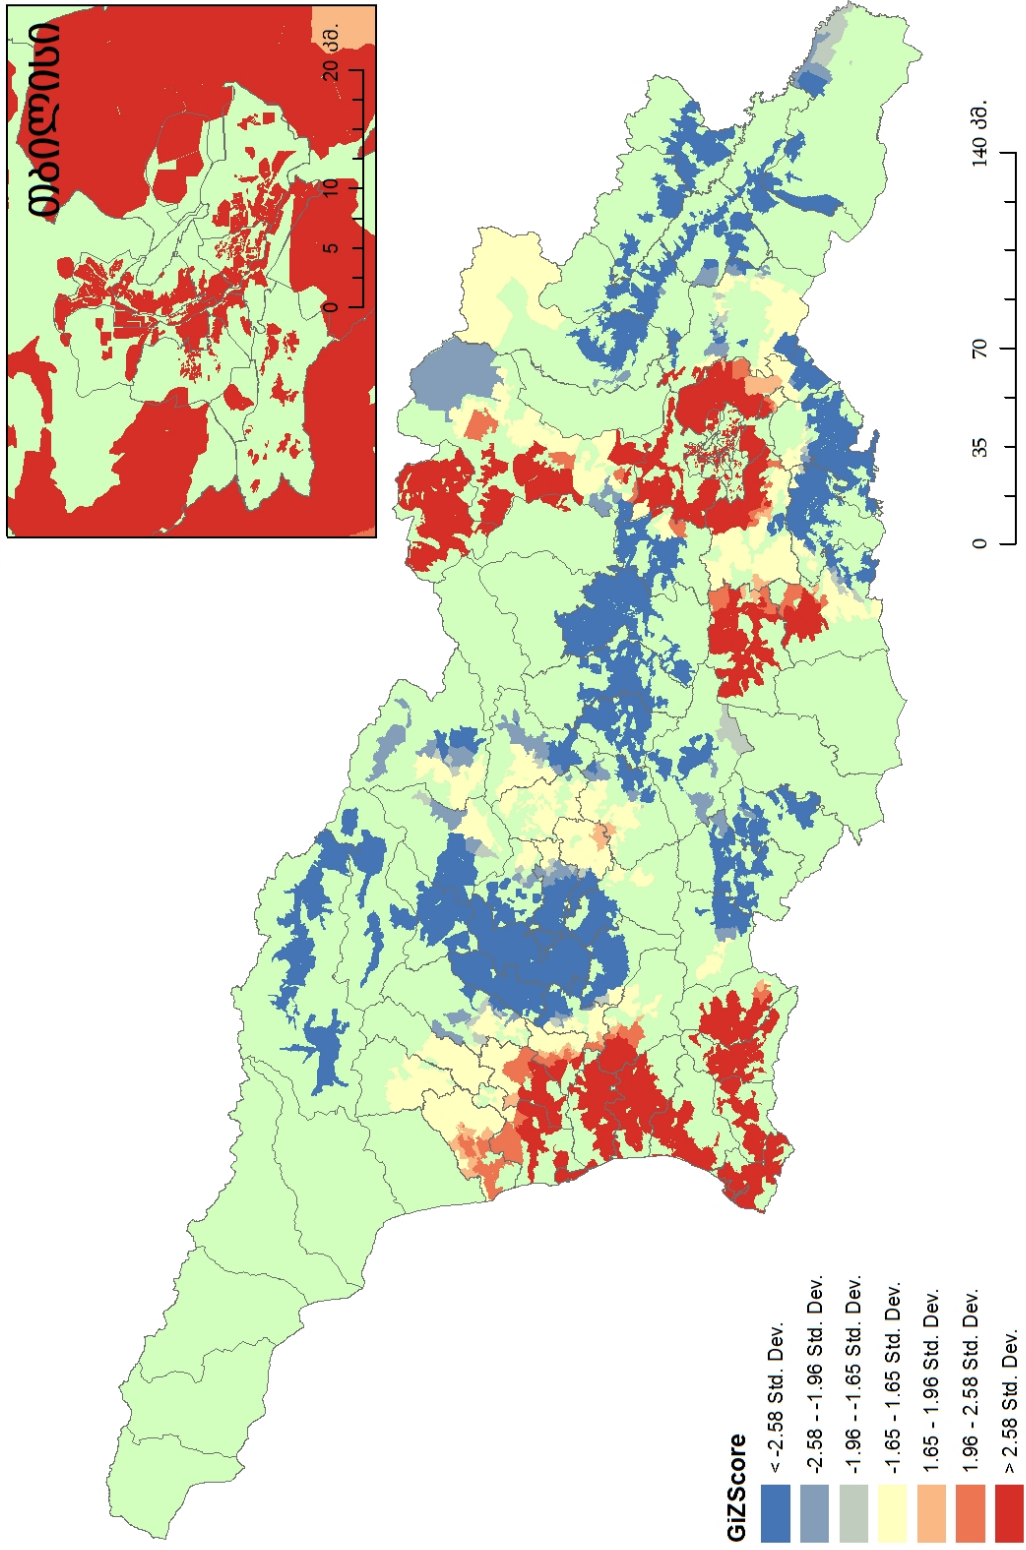 თბილისი
0 5 10 20 კმ.
GiZScore
< -2.58 Std. Dev.
-2.58 - -1.96 Std. Dev.
-1.96 - -1.65 Std. Dev.
-1.65 - 1.65 Std. Dev.
1.65 - 1.96 Std. Dev.
1.96 - 2.58 Std. Dev.
> 2.58 Std. Dev.
0 35 70 140 კმ.